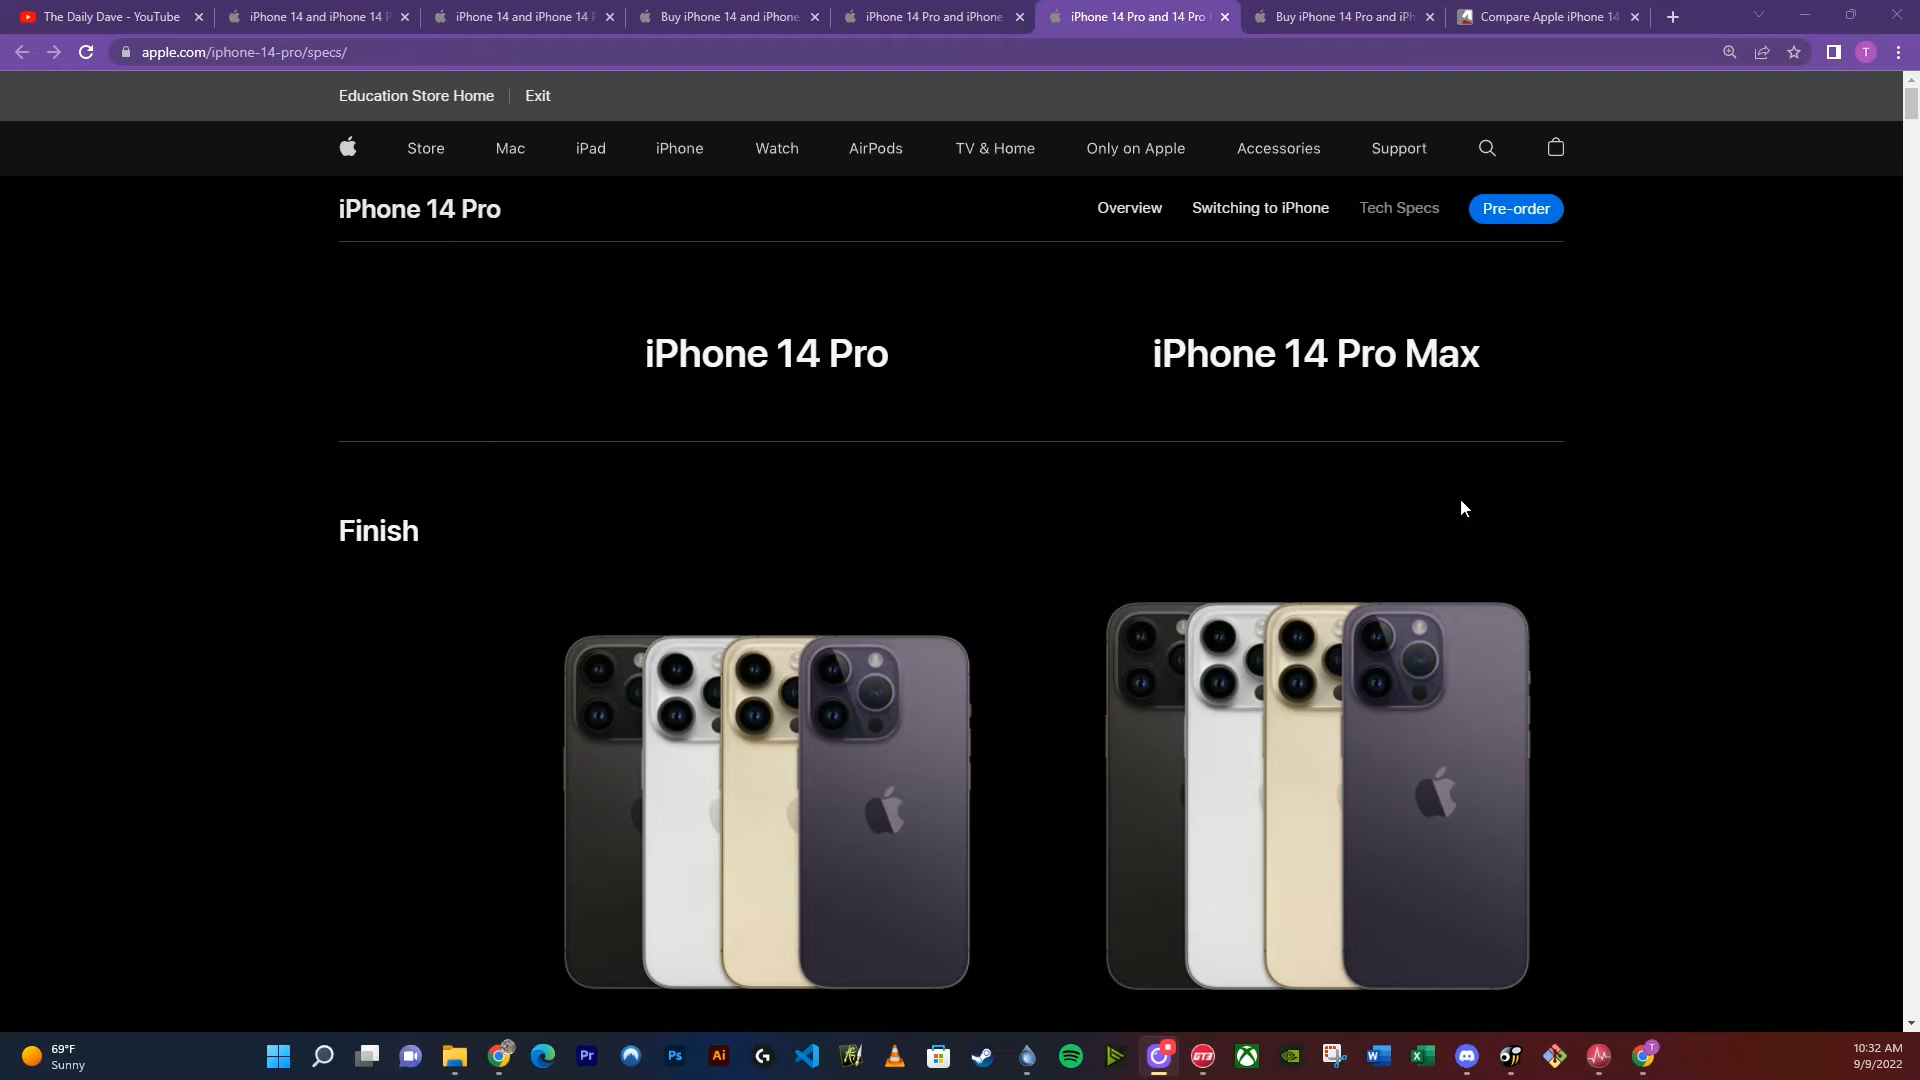 The Daily Dave - YouTube
iPhone 14 and iPhone 14 P
iPhone 14 and iPhone 14 P
Buy iPhone 14 and iPhone
iPhone 14 Pro and iPhone
iPhone 14 Pro and 14 Pro
Buy iPhone 14 Pro and iPh
Compare Apple iPhone 14
apple.com/iphone-14-pro/specs/
T
Education Store Home
Exit
Store
Mac
iPad
iPhone
Watch
AirPods
TV & Home
Only on Apple
Accessories
Support
iPhone 14 Pro
Overview
Switching to iPhone
Tech Specs
Pre-order
iPhone 14 Pro
iPhone 14 Pro Max
Finish
69°F
Sunny
Pr
Ps
Ai
GT3
T
10:32 AM
9/9/2022